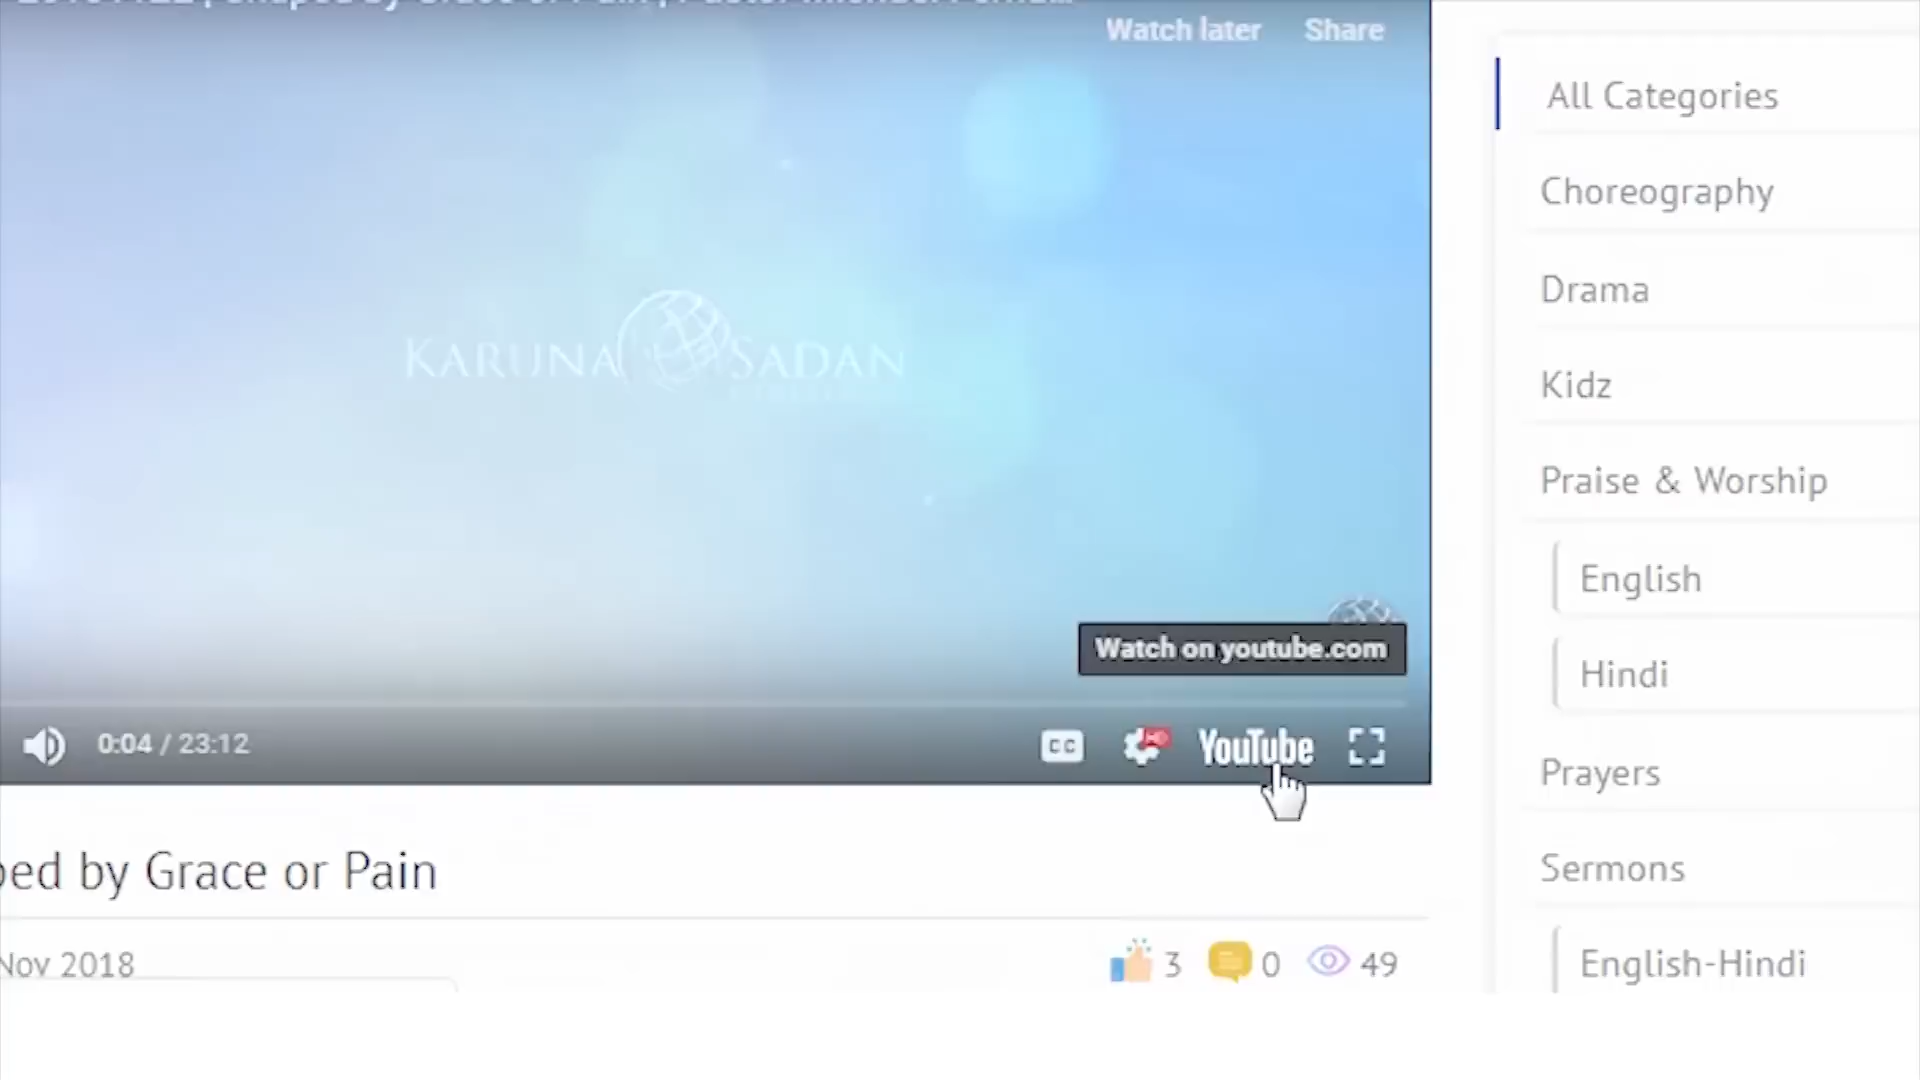 Watch later
Share
KARUNA SADAN
Watch on youtube.com
0:04 / 23:12
CC
HD
YouTube
by Grace or Pain
Nov 2018
3
0
49
All Categories
Choreography
Drama
Kidz
Praise & Worship
English
Hindi
Prayers
Sermons
English-Hindi